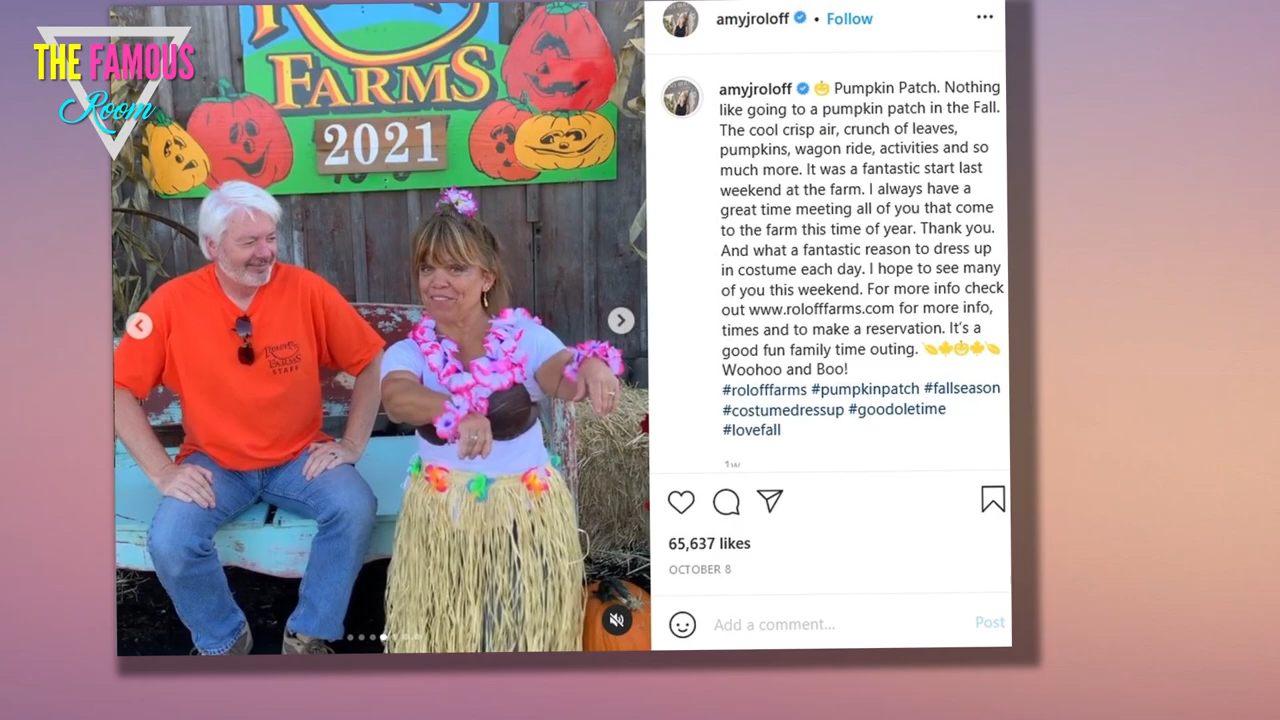 THE FAMOUS
Room
FARMS
2021
ROLOFF
FARMS
STAFF
amyjroloff • Follow
amyjroloff 🎃 Pumpkin Patch. Nothing
like going to a pumpkin patch in the Fall.
The cool crisp air, crunch of leaves,
pumpkins, wagon ride, activities and so
much more. It was a fantastic start last
weekend at the farm. I always have a
great time meeting all of you that come
to the farm this time of year. Thank you.
And what a fantastic reason to dress up
in costume each day. I hope to see many
of you this weekend. For more info check
out www.rolofffarms.com for more info,
times and to make a reservation. It's a
good fun family time outing. 🍂🍁🎃🍁🍂
Woohoo and Boo!
#rolofffarms #pumpkinpatch #fallseason
#costumedressup #goodoletime
#lovefall
1w
65,637 likes
OCTOBER 8
Add a comment...
Post